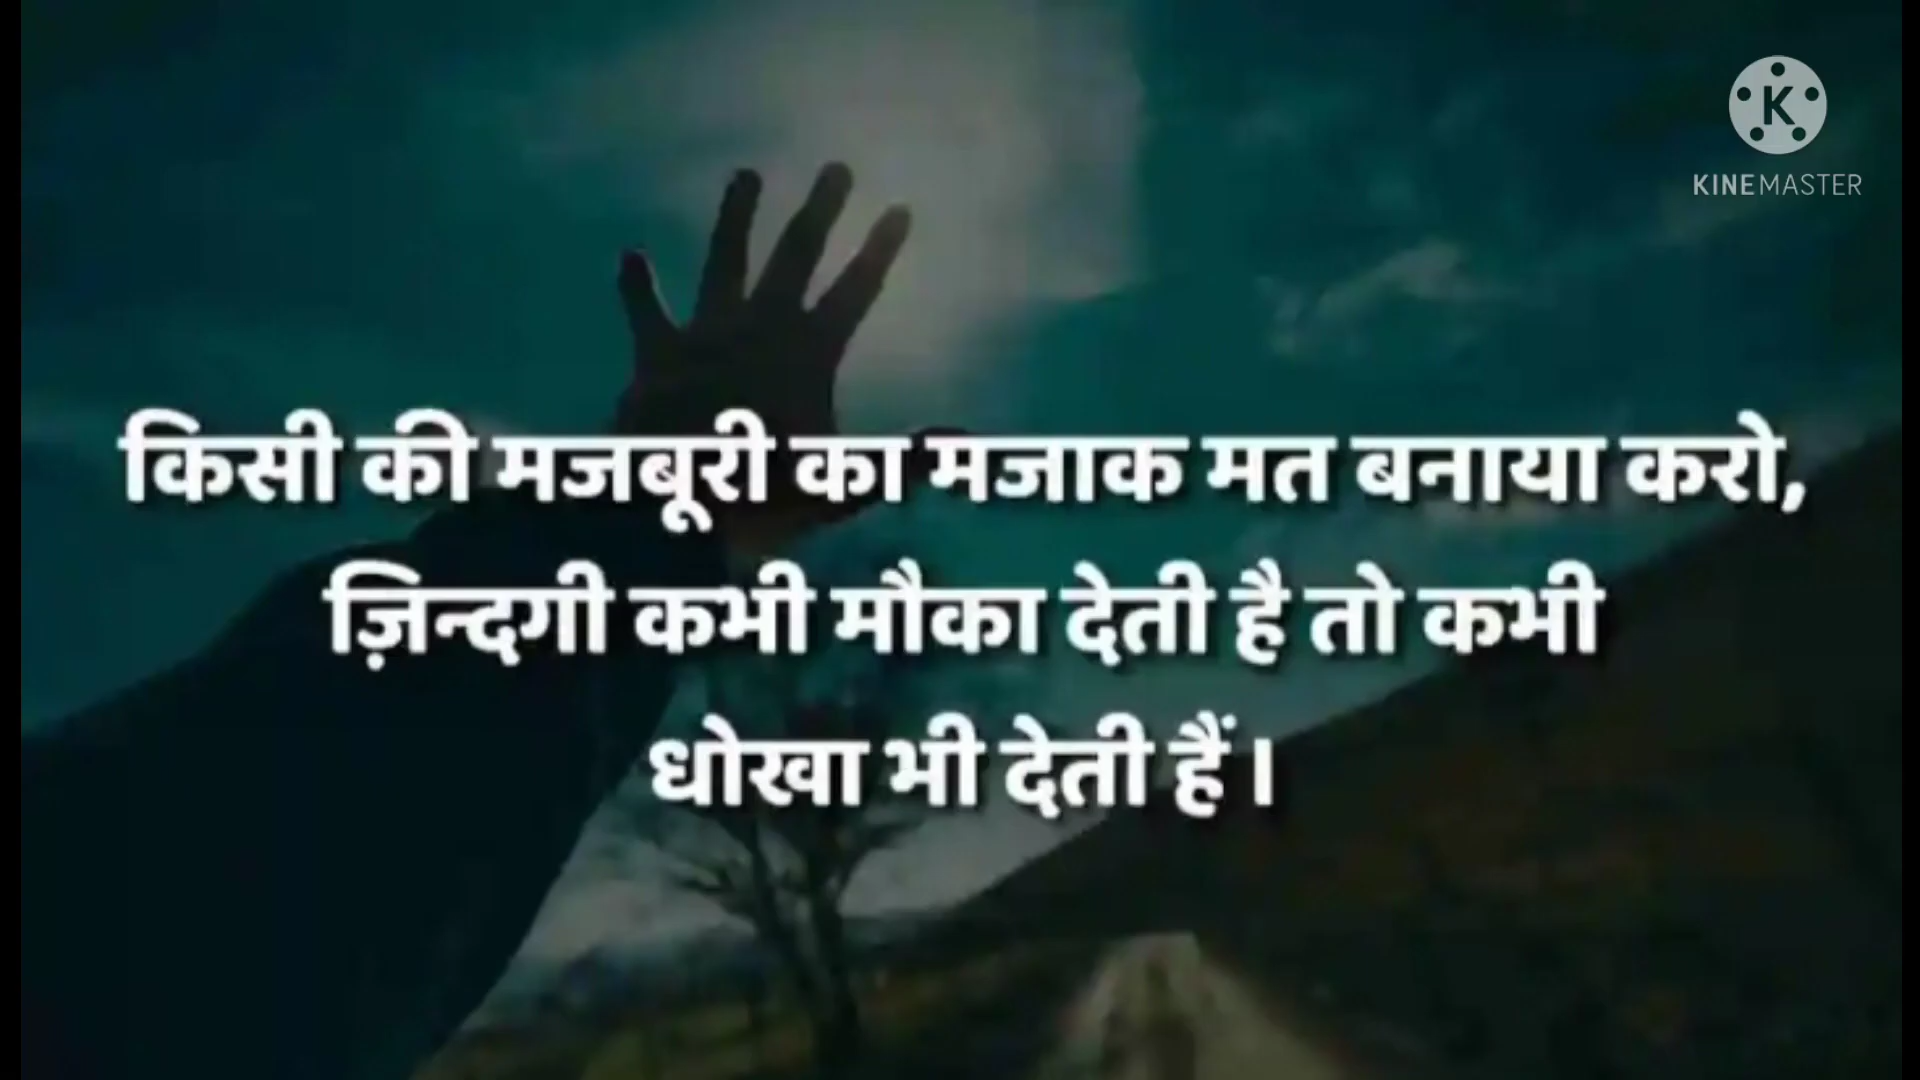 KINEMASTER
किसी की मजबूरी का मजाक मत बनाया करो,
ज़िन्दगी कभी मौका देती है तो कभी
धोखा भी देती हैं ।